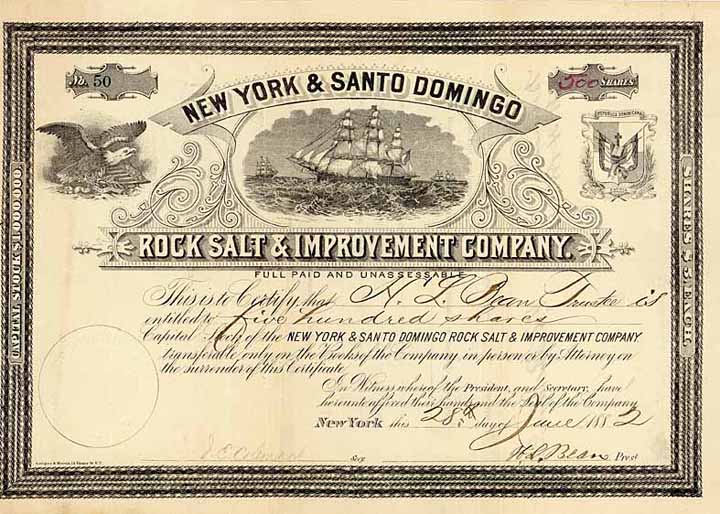 No. 50
500 SHARES
NEW YORK & SANTO DOMINGO
ROCK SALT & IMPROVEMENT COMPANY.
FULL PAID AND UNASSESSABLE
This is to Certify, that H. L. Bean Trustee is
entitled to five hundred shares
Capital Stock of the NEW YORK & SANTO DOMINGO ROCK SALT & IMPROVEMENT COMPANY
transferable only on the Books of the Company in person or by Attorney on
the surrender of this Certificate.
In Witness whereof the President, and Secretary, have
hereunto affixed their hands and the Seal of the Company
New York this 28th day of June 1882
Secy
H. L. Bean Prest
CAPITAL STOCK $1,000,000
SHARES $5 EACH